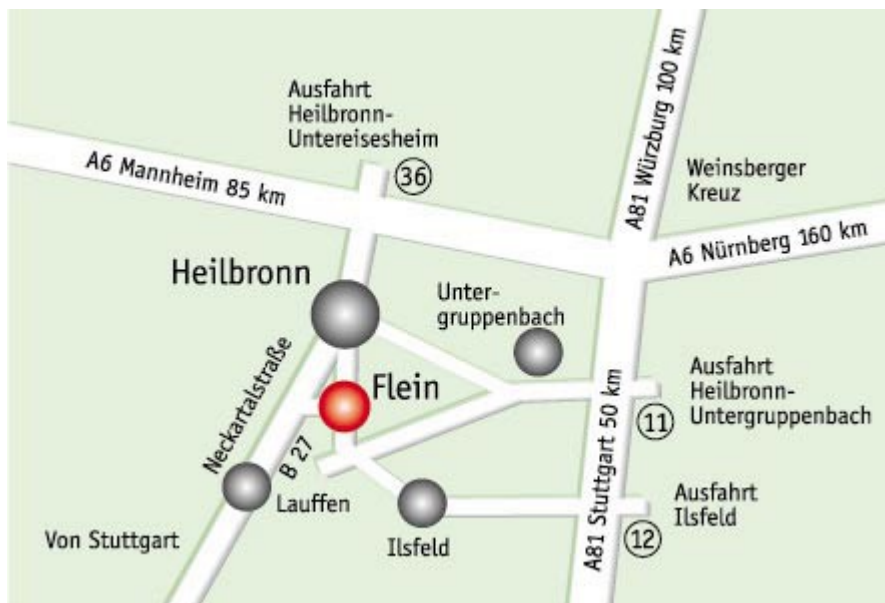 Ausfahrt
Heilbronn-
Untereisesheim
36
A6 Mannheim 85 km
A81 Würzburg 100 km
Weinsberger
Kreuz
A6 Nürnberg 160 km
Heilbronn
Unter-
gruppenbach
Neckartalstraße
Flein
Ausfahrt
Heilbronn-
Untergruppenbach
11
A81 Stuttgart 50 km
B 27
Lauffen
Ausfahrt
Ilsfeld
12
Von Stuttgart
Ilsfeld